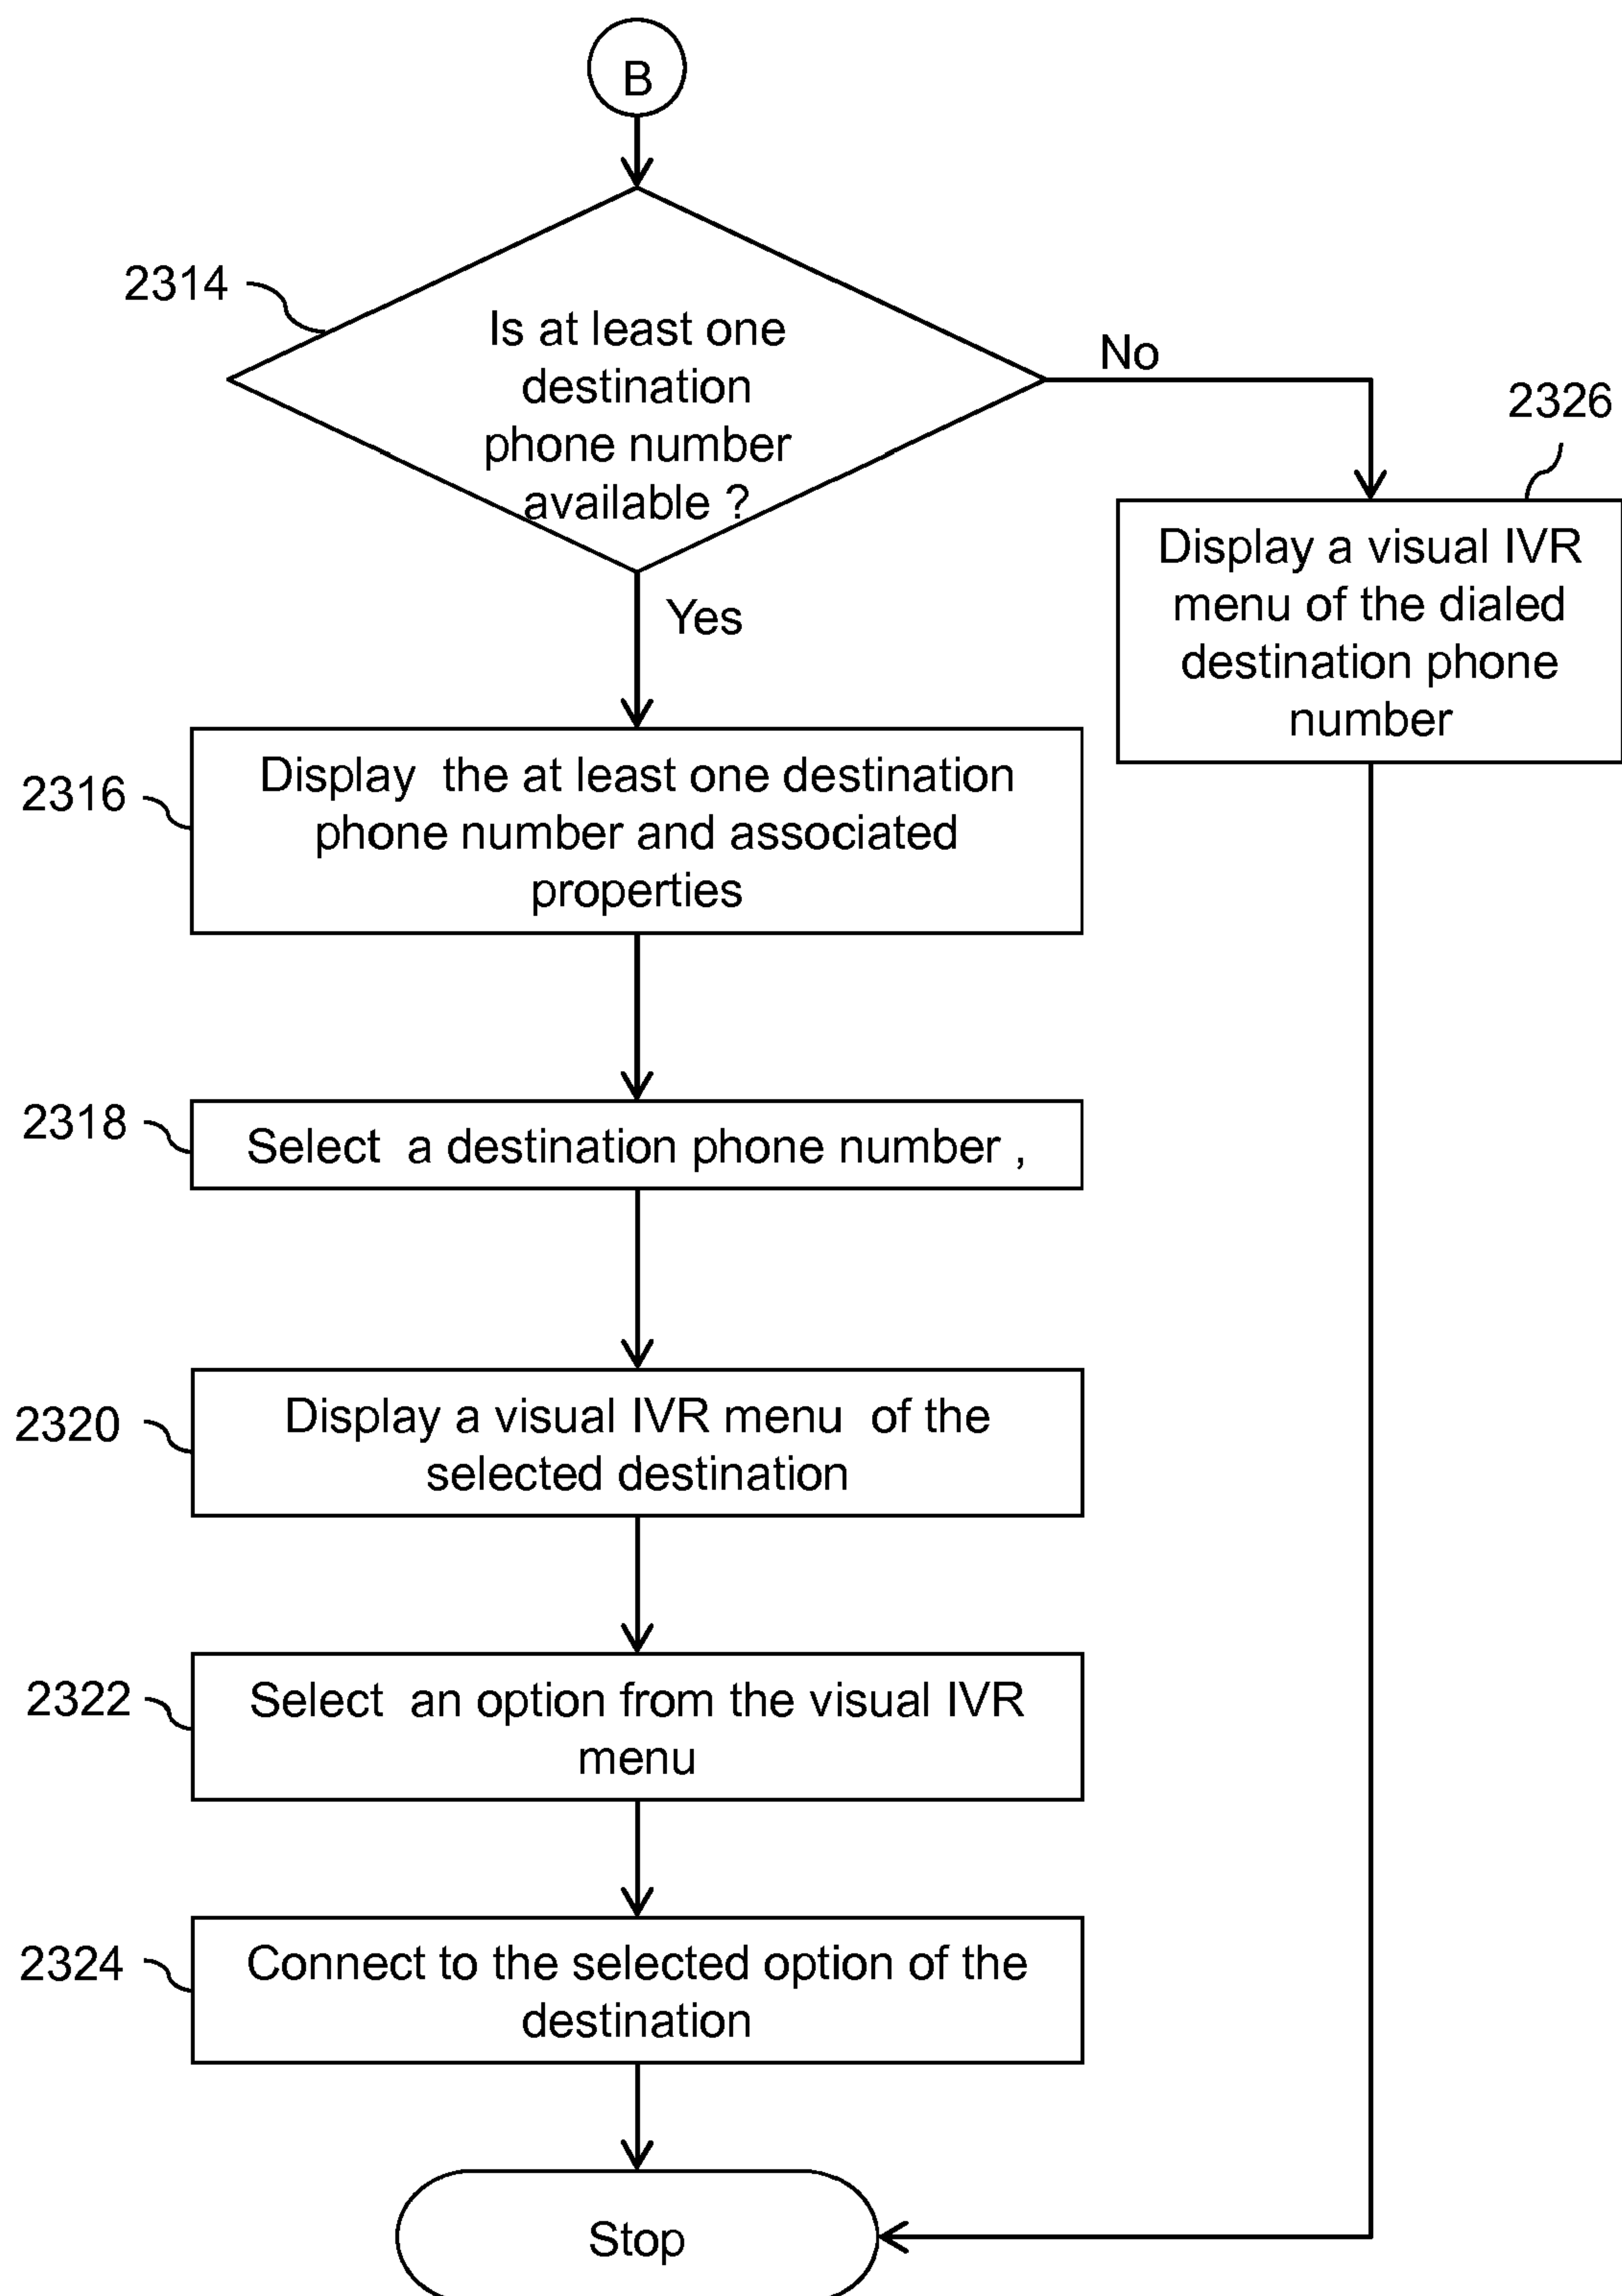 B
2314
Is at least one
destination
phone number
available ?
No
2326
Display a visual IVR
menu of the dialed
destination phone
number
Yes
2316
Display the at least one destination
phone number and associated
properties
2318
Select a destination phone number ,
2320
Display a visual IVR menu of the
selected destination
2322
Select an option from the visual IVR
menu
2324
Connect to the selected option of the
destination
Stop